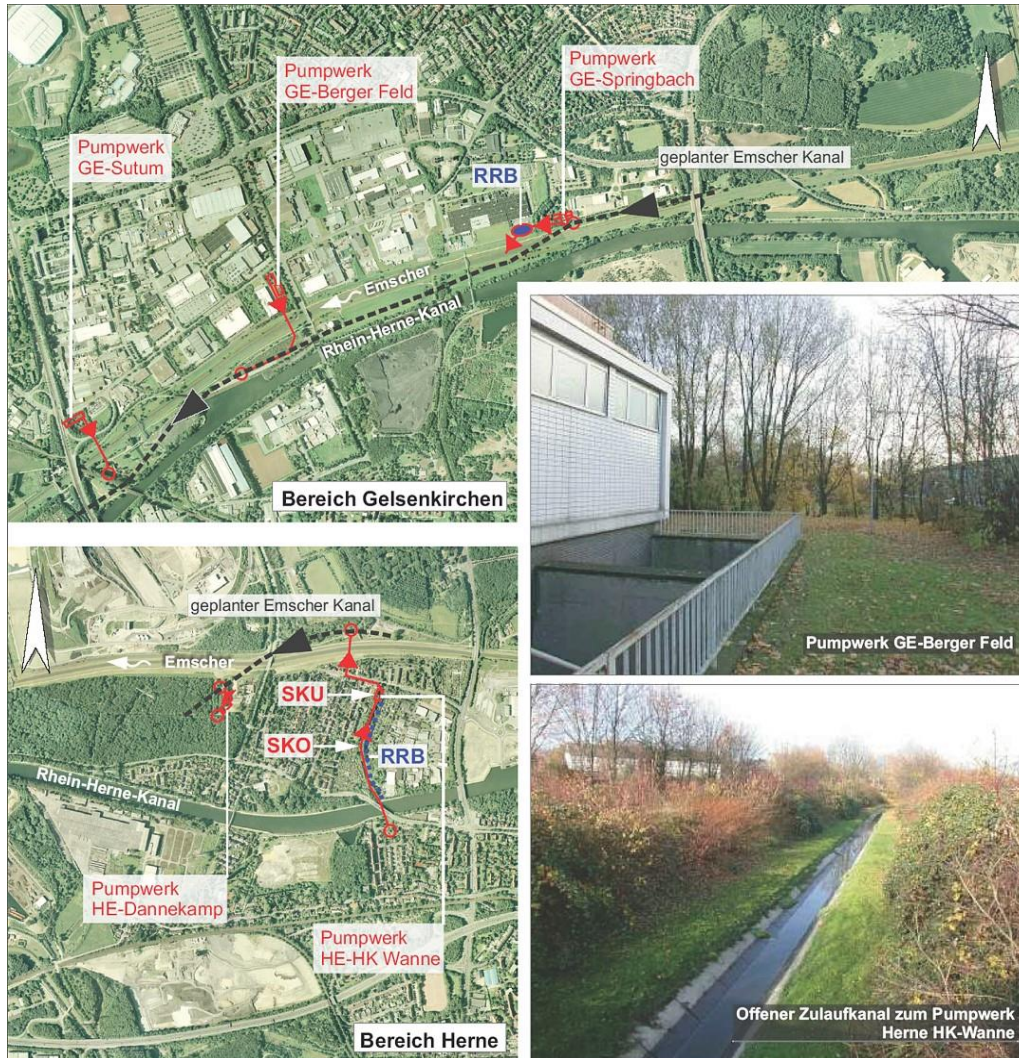 Pumpwerk
GE-Berger Feld
Pumpwerk
GE-Springbach
Pumpwerk
GE-Sutum
geplanter Emscher Kanal
RRB
Emscher
Rhein-Herne-Kanal
Bereich Gelsenkirchen
Pumpwerk GE-Berger Feld
geplanter Emscher Kanal
Emscher
SKU
SKO
RRB
Rhein-Herne-Kanal
Pumpwerk
HE-Dannekamp
Pumpwerk
HE-HK Wanne
Bereich Herne
Offener Zulaufkanal zum Pumpwerk
Herne HK-Wanne